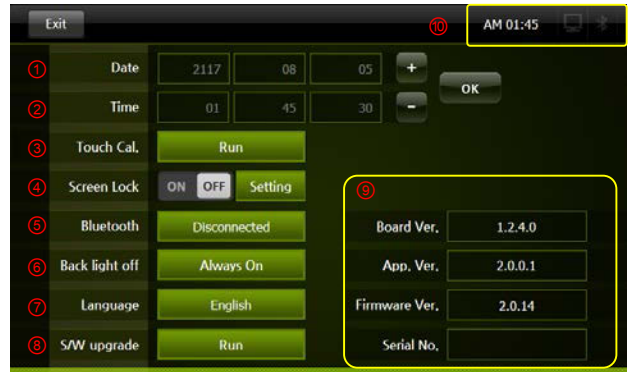 Exit ⑩ AM 01:45
① Date 2117 08 05 +
OK
② Time 01 45 30 -
③ Touch Cal. Run
④ Screen Lock ON OFF Setting ⑨
⑤ Bluetooth Disconnected Board Ver. 1.2.4.0
⑥ Back light off Always On App. Ver. 2.0.0.1
⑦ Language English Firmware Ver. 2.0.14
⑧ S/W upgrade Run Serial No.